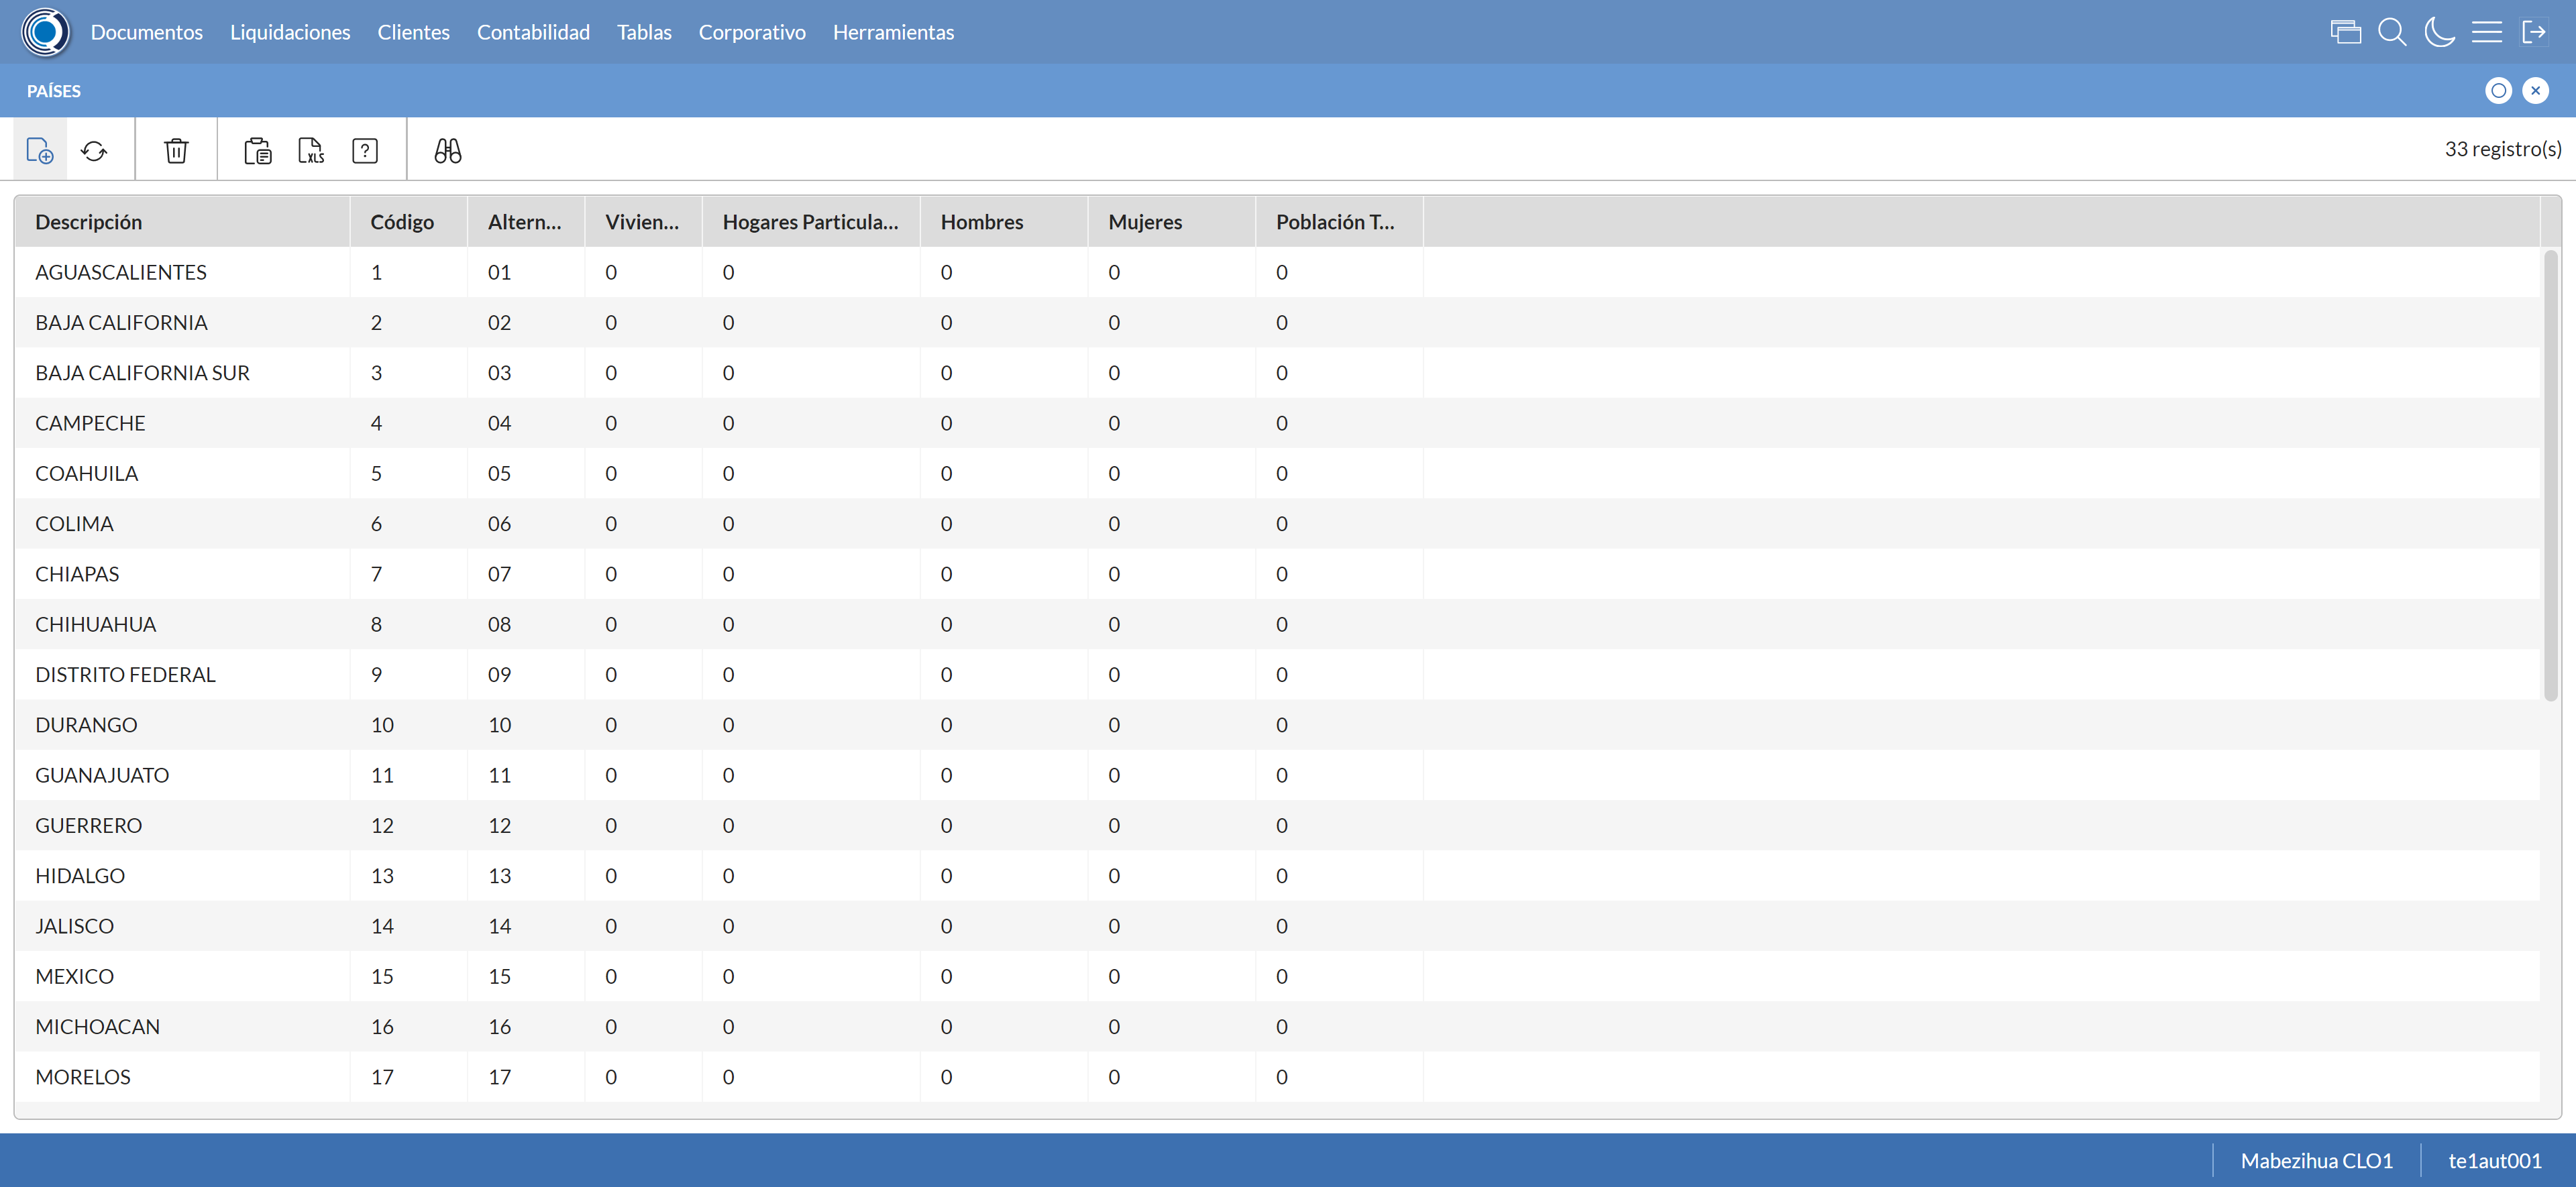 Documentos Liquidaciones Clientes Contabilidad Tablas Corporativo Herramientas
PAÍSES
XLS ? 33 registro(s)
Descripción Código Altern... Vivien... Hogares Particula... Hombres Mujeres Población T...
AGUASCALIENTES 1 01 0 0 0 0 0
BAJA CALIFORNIA 2 02 0 0 0 0 0
BAJA CALIFORNIA SUR 3 03 0 0 0 0 0
CAMPECHE 4 04 0 0 0 0 0
COAHUILA 5 05 0 0 0 0 0
COLIMA 6 06 0 0 0 0 0
CHIAPAS 7 07 0 0 0 0 0
CHIHUAHUA 8 08 0 0 0 0 0
DISTRITO FEDERAL 9 09 0 0 0 0 0
DURANGO 10 10 0 0 0 0 0
GUANAJUATO 11 11 0 0 0 0 0
GUERRERO 12 12 0 0 0 0 0
HIDALGO 13 13 0 0 0 0 0
JALISCO 14 14 0 0 0 0 0
MEXICO 15 15 0 0 0 0 0
MICHOACAN 16 16 0 0 0 0 0
MORELOS 17 17 0 0 0 0 0
Mabezihua CLO1 te1aut001